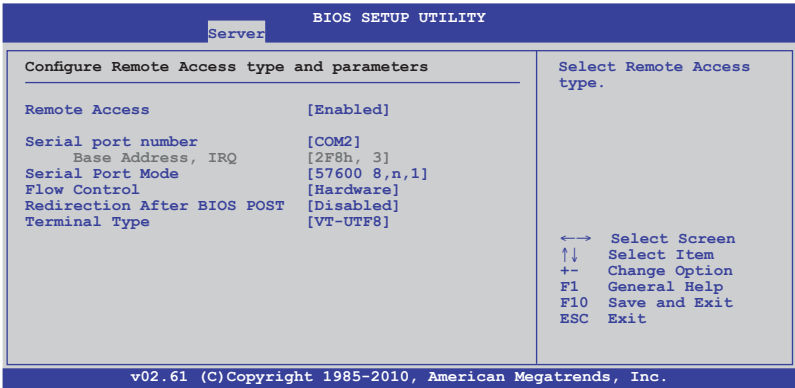 BIOS SETUP UTILITY
Server
Configure Remote Access type and parameters
Remote Access [Enabled]
Serial port number [COM2]
Base Address, IRQ [2F8h, 3]
Serial Port Mode [57600 8,n,1]
Flow Control [Hardware]
Redirection After BIOS POST [Disabled]
Terminal Type [VT-UTF8]
Select Remote Access
type.
←→ Select Screen
↑↓ Select Item
+- Change Option
F1 General Help
F10 Save and Exit
ESC Exit
v02.61 (C)Copyright 1985-2010, American Megatrends, Inc.